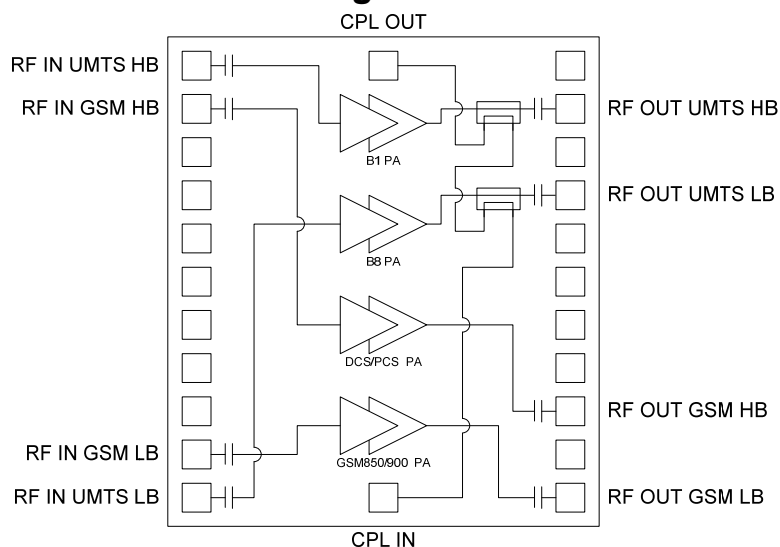 CPL OUT
RF IN UMTS HB
RF IN GSM HB
RF OUT UMTS HB
B1 PA
RF OUT UMTS LB
B8 PA
DCS/PCS PA
RF OUT GSM HB
RF IN GSM LB
GSM850/900 PA
RF IN UMTS LB
RF OUT GSM LB
CPL IN